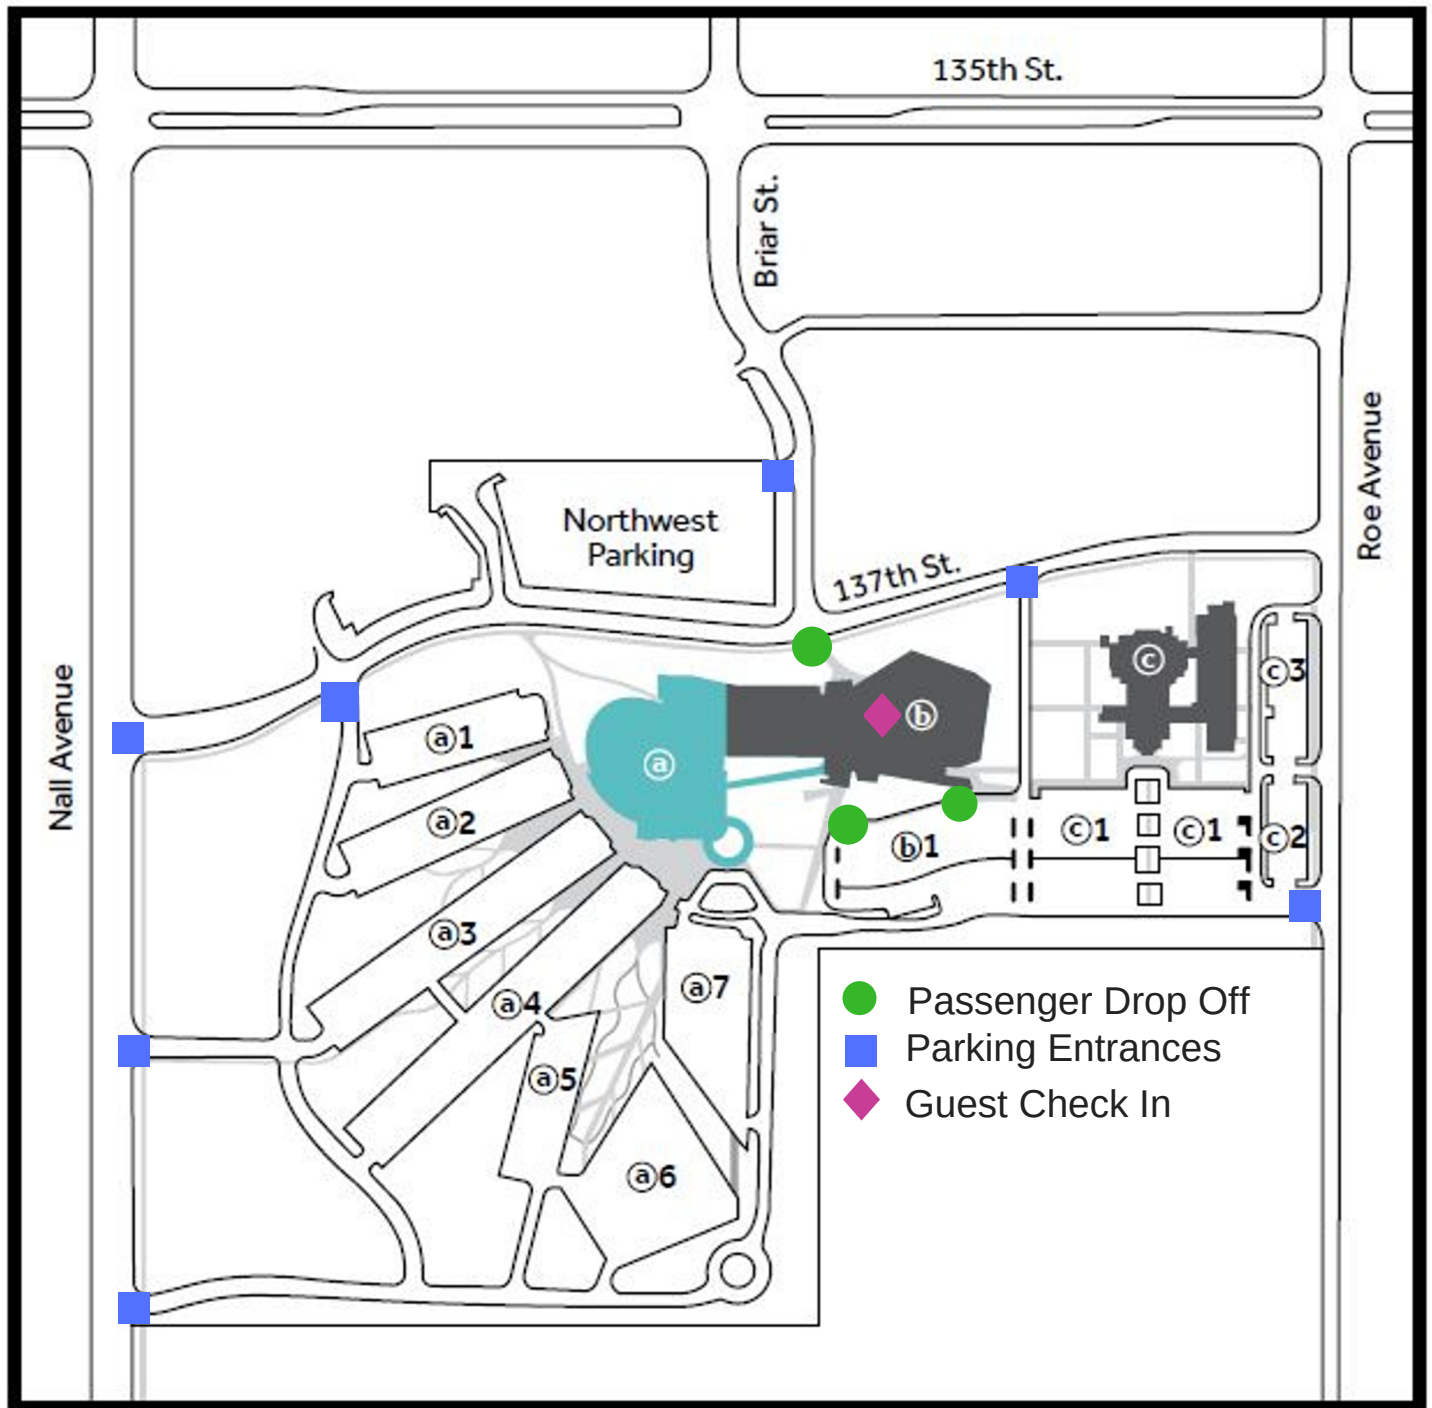 135th St.
Briar St.
Roe Avenue
Northwest
Parking
137th St.
Nall Avenue
ⓒ
ⓒ3
ⓑ
ⓐ1
ⓐ
ⓐ2
ⓑ1
ⓒ1
ⓒ1
ⓒ2
ⓐ3
ⓐ4
ⓐ7
ⓐ5
ⓐ6
Passenger Drop Off
Parking Entrances
Guest Check In